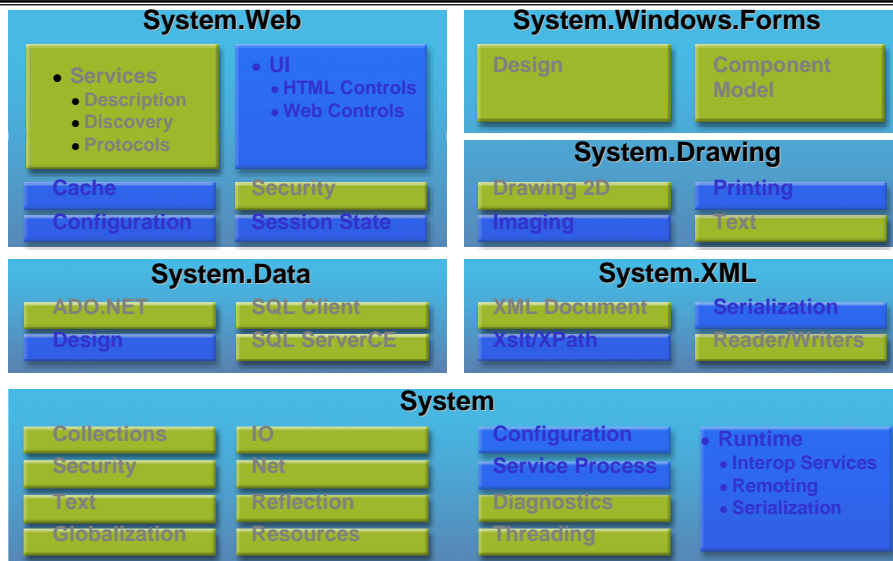 System.Web
Services
Description
Discovery
Protocols
UI
HTML Controls
Web Controls
Cache
Security
Configuration
Session State
System.Windows.Forms
Design
Component
Model
System.Drawing
Drawing 2D
Printing
Imaging
Text
System.Data
ADO.NET
SQL Client
Design
SQL ServerCE
System.XML
XML Document
Serialization
Xslt/XPath
Reader/Writers
System
Collections
IO
Configuration
Security
Net
Service Process
Text
Reflection
Diagnostics
Globalization
Resources
Threading
Runtime
Interop Services
Remoting
Serialization